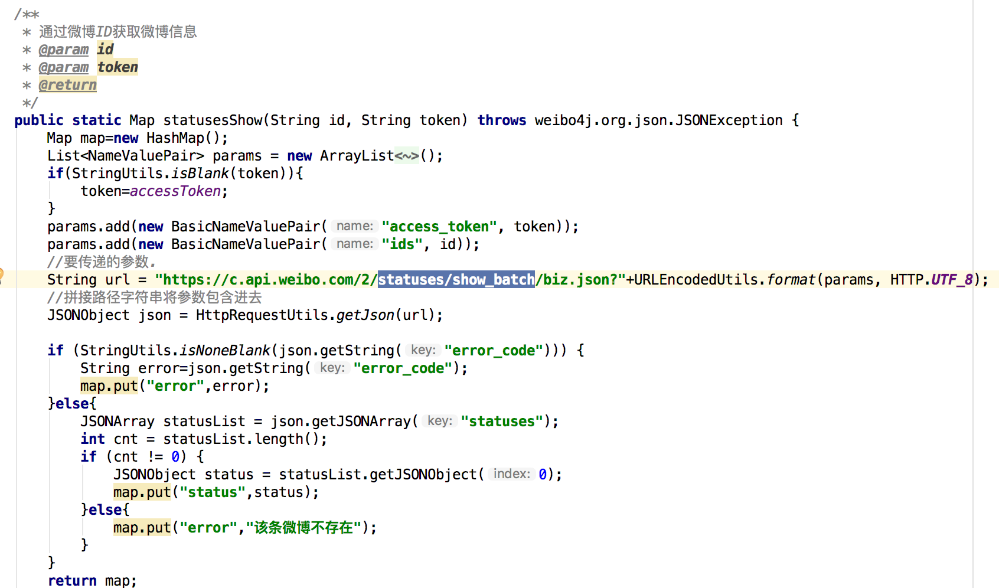 /**
* 通过微博ID获取微博信息
* @param id
* @param token
* @return
*/
public static Map statusesShow(String id, String token) throws weibo4j.org.json.JSONException {
Map map=new HashMap();
List<NameValuePair> params = new ArrayList<~>();
if(StringUtils.isBlank(token)){
token=accessToken;
}
params.add(new BasicNameValuePair( name: "access_token", token));
params.add(new BasicNameValuePair( name: "ids", id));
//要传递的参数.
String url = "https://c.api.weibo.com/2/statuses/show_batch/biz.json?"+URLEncodedUtils.format(params, HTTP.UTF_8);
//拼接路径字符串将参数包含进去
JSONObject json = HttpRequestUtils.getJson(url);
if (StringUtils.isNoneBlank(json.getString( key: "error_code"))) {
String error=json.getString( key: "error_code");
map.put("error",error);
}else{
JSONArray statusList = json.getJSONArray( key: "statuses");
int cnt = statusList.length();
if (cnt != 0) {
JSONObject status = statusList.getJSONObject( index: 0);
map.put("status",status);
}else{
map.put("error","该条微博不存在");
}
}
return map;